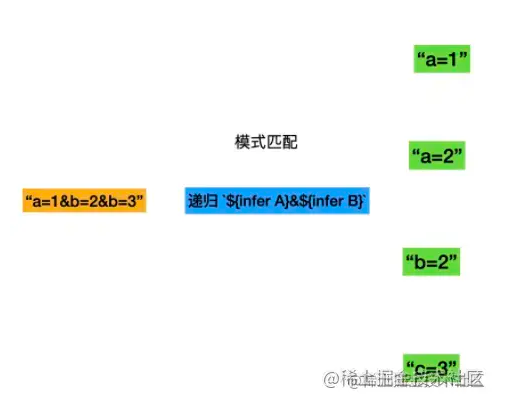 “a=1”
模式匹配
“a=2”
“a=1&b=2&b=3”
递归 `${infer A}&${infer B}`
“b=2”
“c=3”
@稀土掘金技术社区